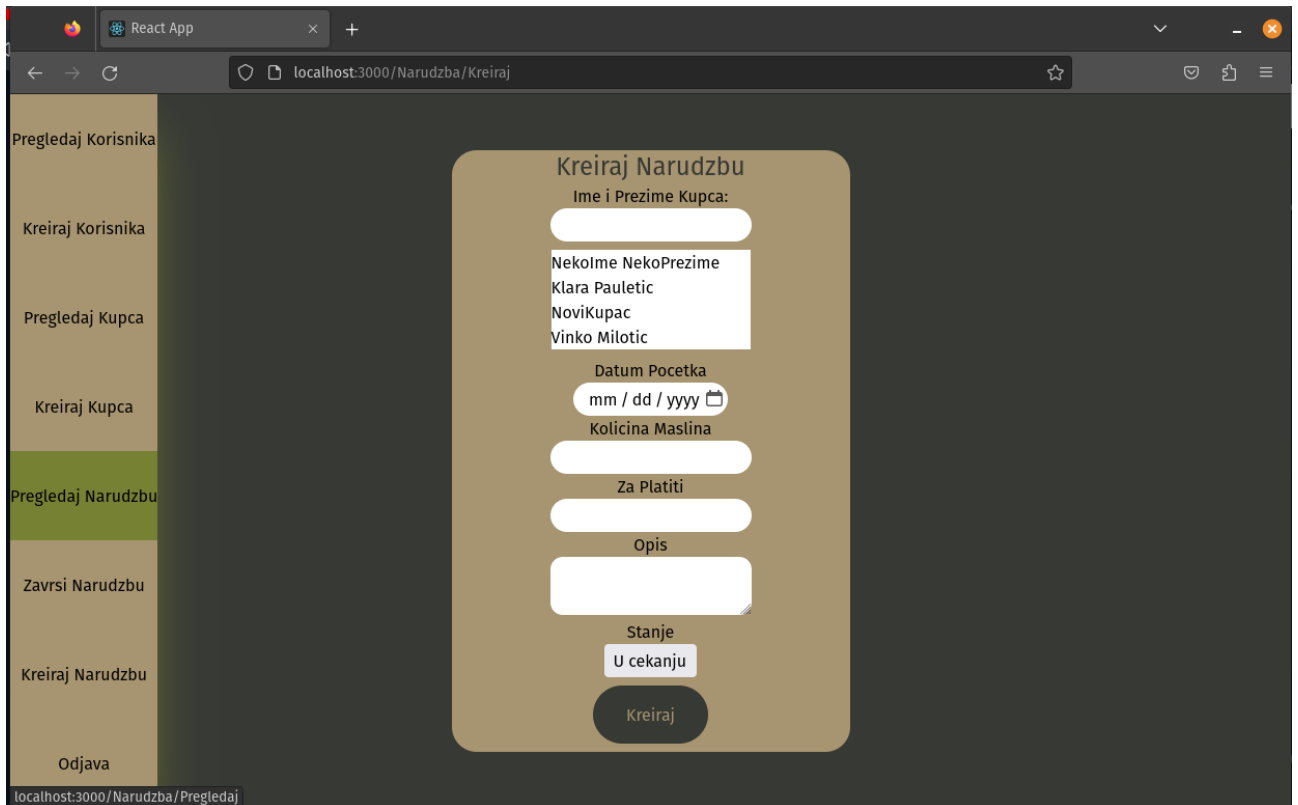 React App
localhost:3000/Narudzba/Kreiraj
Pregledaj Korisnika
Kreiraj Korisnika
Pregledaj Kupca
Kreiraj Kupca
Pregledaj Narudzbu
Zavrsi Narudzbu
Kreiraj Narudzbu
Odjava
Kreiraj Narudzbu
Ime i Prezime Kupca:
NekoIme NekoPrezime
Klara Pauletic
NoviKupac
Vinko Milotic
Datum Pocetka
mm / dd / yyyy
Kolicina Maslina
Za Platiti
Opis
Stanje
U cekanju
Kreiraj
localhost:3000/Narudzba/Pregledaj